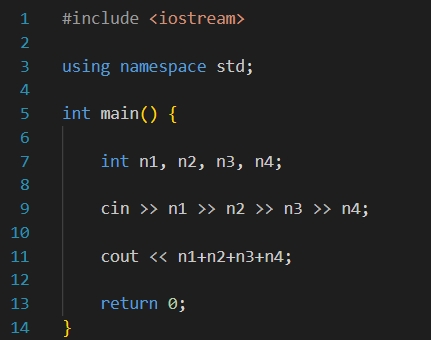 1 #include <iostream>
2
3 using namespace std;
4
5 int main() {
6
7 int n1, n2, n3, n4;
8
9 cin >> n1 >> n2 >> n3 >> n4;
10
11 cout << n1+n2+n3+n4;
12
13 return 0;
14 }